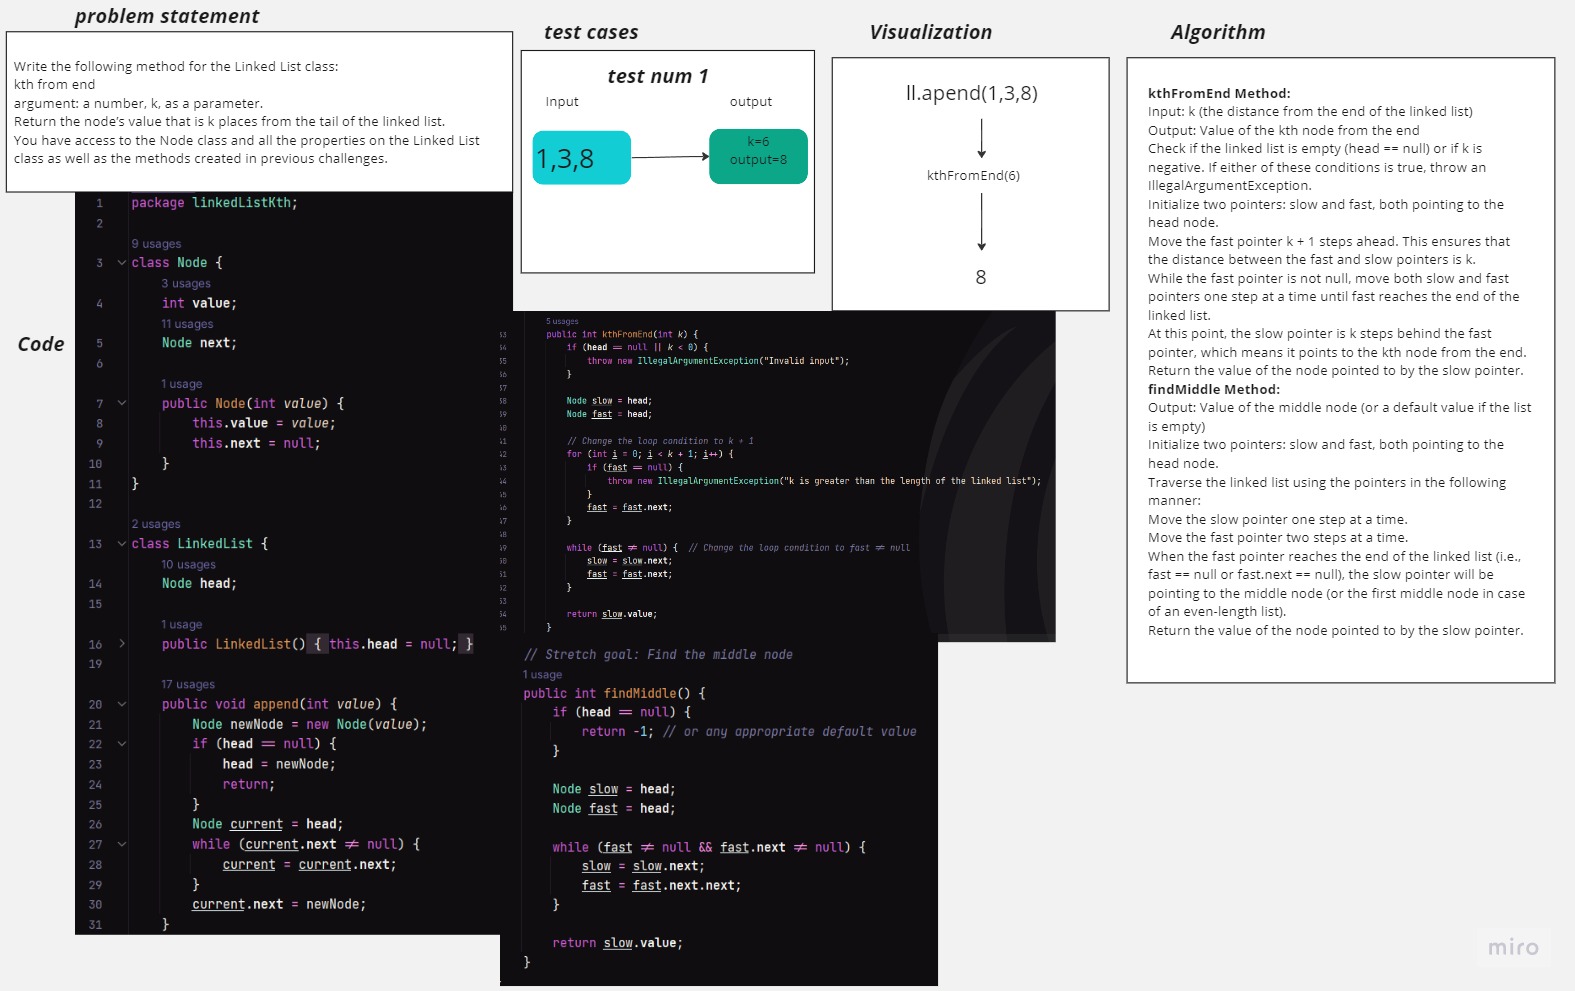 problem statement
Write the following method for the Linked List class:
kth from end
argument: a number, k, as a parameter.
Return the node's value that is k places from the tail of the linked list.
You have access to the Node class and all the properties on the Linked List
class as well as the methods created in previous challenges.
test cases
test num 1
Input
output
1,3,8
k=6
output=8
Visualization
ll.apend(1,3,8)
kthFromEnd(6)
8
Algorithm
kthFromEnd Method:
Input: k (the distance from the end of the linked list)
Output: Value of the kth node from the end
Check if the linked list is empty (head == null) or if k is
negative. If either of these conditions is true, throw an
IllegalArgumentException.
Initialize two pointers: slow and fast, both pointing to the
head node.
Move the fast pointer k + 1 steps ahead. This ensures that
the distance between the fast and slow pointers is k.
While the fast pointer is not null, move both slow and fast
pointers one step at a time until fast reaches the end of the
linked list.
At this point, the slow pointer is k steps behind the fast
pointer, which means it points to the kth node from the end.
Return the value of the node pointed to by the slow pointer.
findMiddle Method:
Output: Value of the middle node (or a default value if the list
is empty)
Initialize two pointers: slow and fast, both pointing to the
head node.
Traverse the linked list using the pointers in the following
manner:
Move the slow pointer one step at a time.
Move the fast pointer two steps at a time.
When the fast pointer reaches the end of the linked list (i.e.,
fast == null or fast.next == null), the slow pointer will be
pointing to the middle node (or the first middle node in case
of an even-length list).
Return the value of the node pointed to by the slow pointer.
Code
1 package linkedListKth;
2
9 usages
3 class Node {
3 usages
4 int value;
11 usages
5 Node next;
6
1 usage
7 public Node(int value) {
8 this.value = value;
9 this.next = null;
10 }
11 }
12
2 usages
13 class LinkedList {
10 usages
14 Node head;
15
1 usage
16 public LinkedList() { this.head = null; }
19
17 usages
20 public void append(int value) {
21 Node newNode = new Node(value);
22 if (head == null) {
23 head = newNode;
24 return;
25 }
26 Node current = head;
27 while (current.next ≠ null) {
28 current = current.next;
29 }
30 current.next = newNode;
31 }
5 usages
public int kthFromEnd(int k) {
if (head == null || k < 0) {
throw new IllegalArgumentException("Invalid input");
}
Node slow = head;
Node fast = head;
// Change the loop condition to k + 1
for (int i = 0; i < k + 1; i++) {
if (fast == null) {
throw new IllegalArgumentException("k is greater than the length of the linked list");
}
fast = fast.next;
}
while (fast ≠ null) { // Change the loop condition to fast ≠ null
slow = slow.next;
fast = fast.next;
}
return slow.value;
}
// Stretch goal: Find the middle node
1 usage
public int findMiddle() {
if (head == null) {
return -1; // or any appropriate default value
}
Node slow = head;
Node fast = head;
while (fast ≠ null && fast.next ≠ null) {
slow = slow.next;
fast = fast.next.next;
}
return slow.value;
}
miro